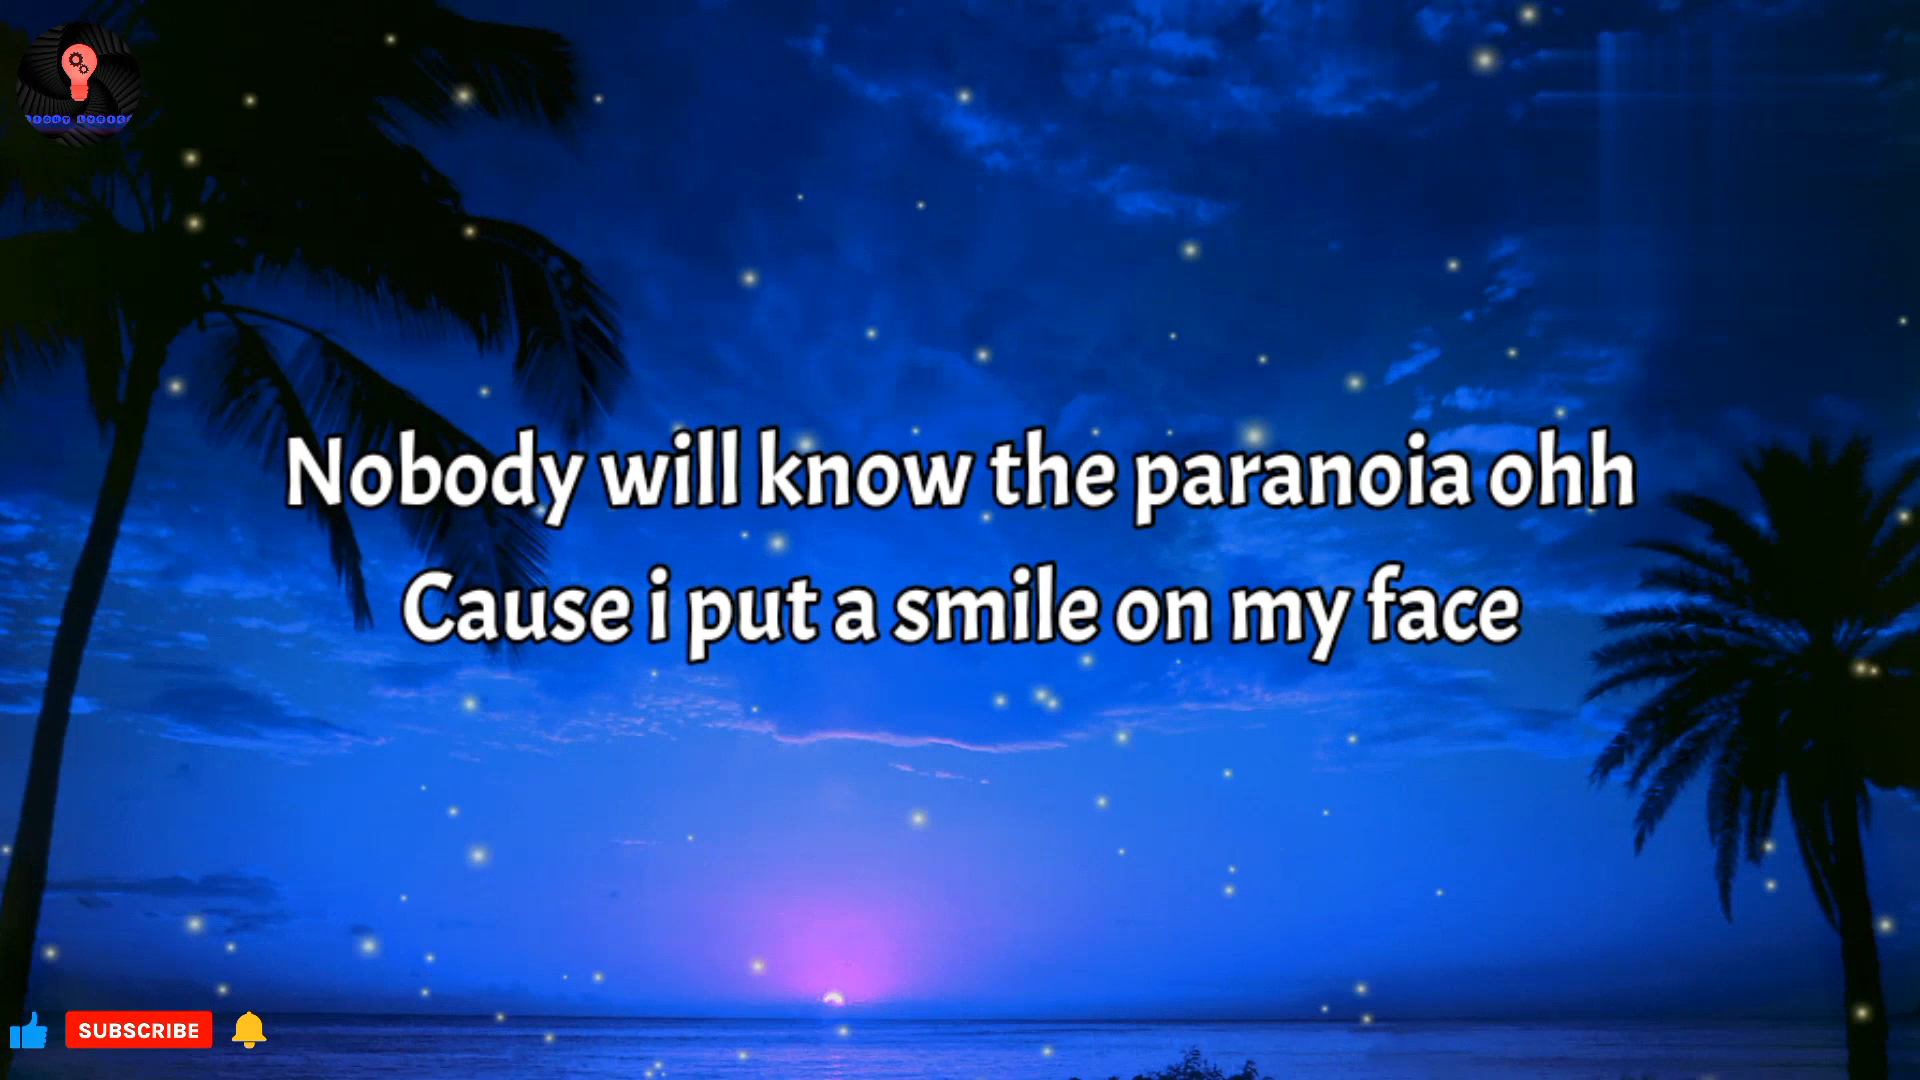 Nobody will know the paranoia ohh
Cause i put a smile on my face
SUBSCRIBE